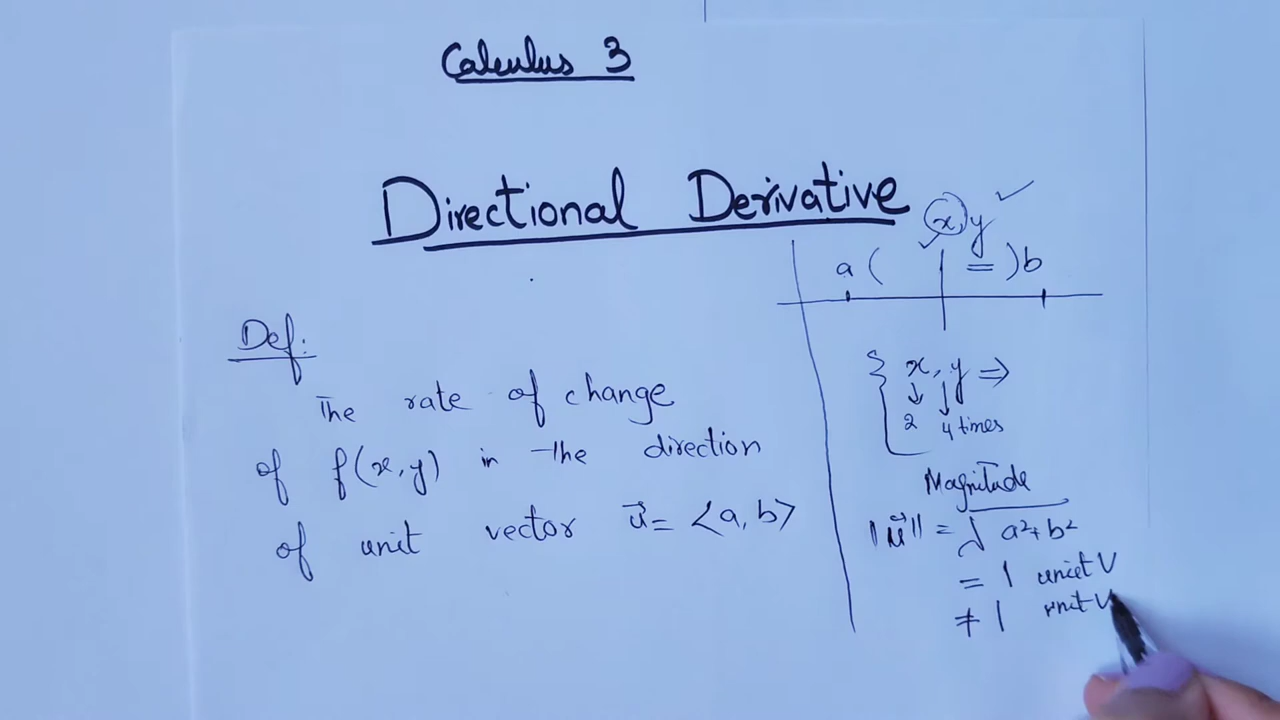 Calculus 3
Directional Derivative
Def:
The rate of change
of f(x,y) in the direction
of unit vector u⃗ = <a, b>
x, y ✓
a ( = ) b
x, y ⇒
2 4 times
Magnitude
||u⃗|| = √a²+b²
= 1 unit V
≠ 1 unit V